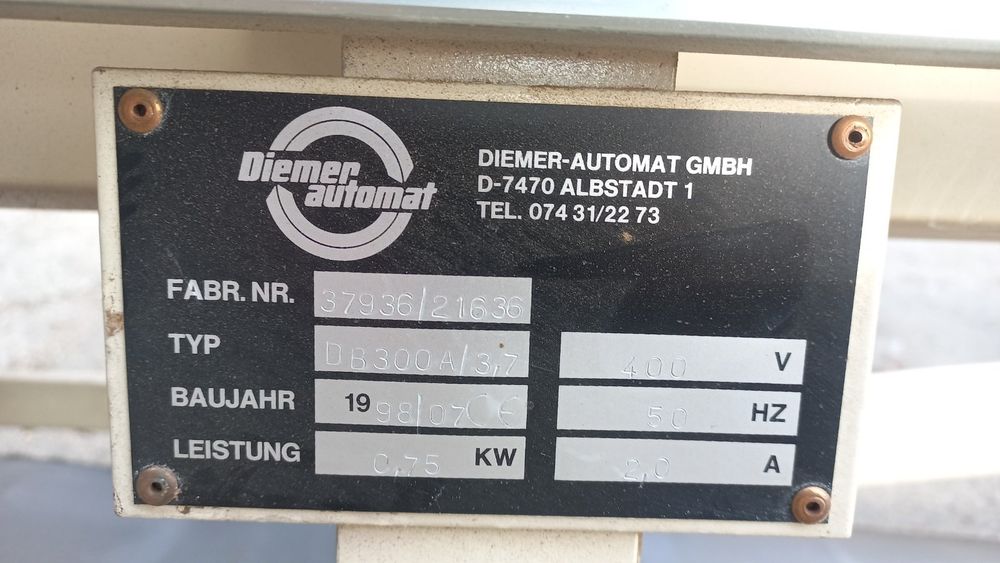 Diemer
automat
DIEMER-AUTOMAT GMBH
D-7470 ALBSTADT 1
TEL. 074 31/22 73
FABR. NR. 37936/21636
TYP DB300A/3,7 400 V
BAUJAHR 19 98/07 CE 50 HZ
LEISTUNG 0,75 KW 2,0 A